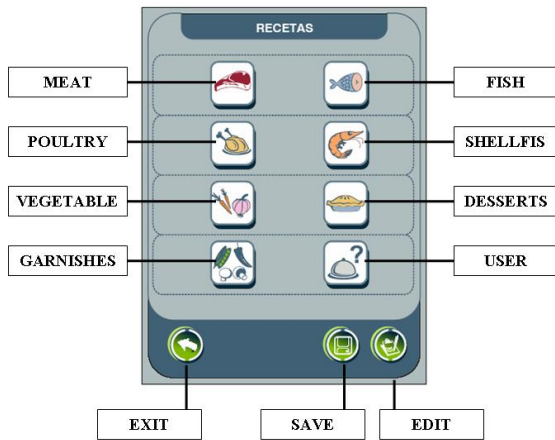 RECETAS
MEAT
FISH
POULTRY
SHELLFIS
VEGETABLE
DESSERTS
GARNISHES
USER
?
EXIT
SAVE
EDIT